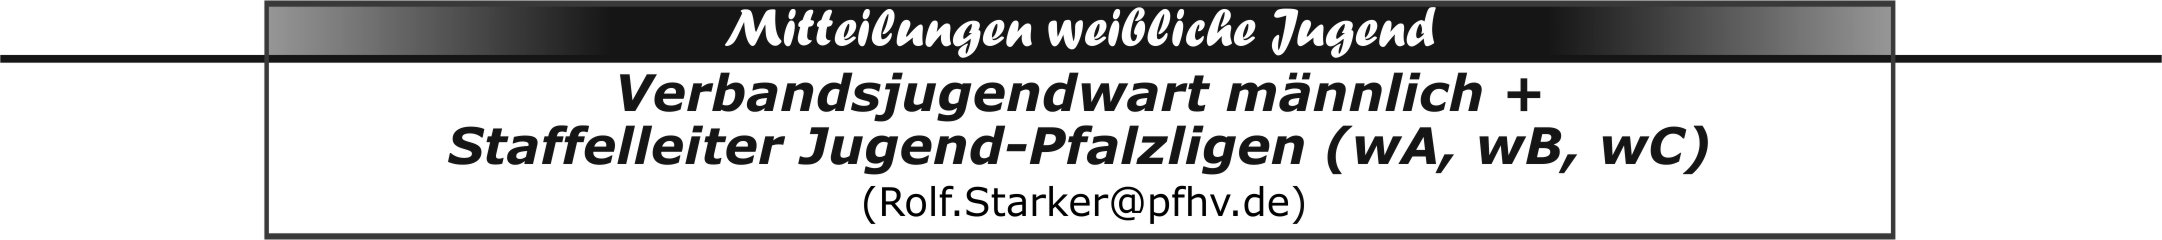 Mitteilungen weibliche Jugend
Verbandsjugendwart männlich +
Staffelleiter Jugend-Pfalzligen (wA, wB, wC)
(Rolf.Starker@pfhv.de)